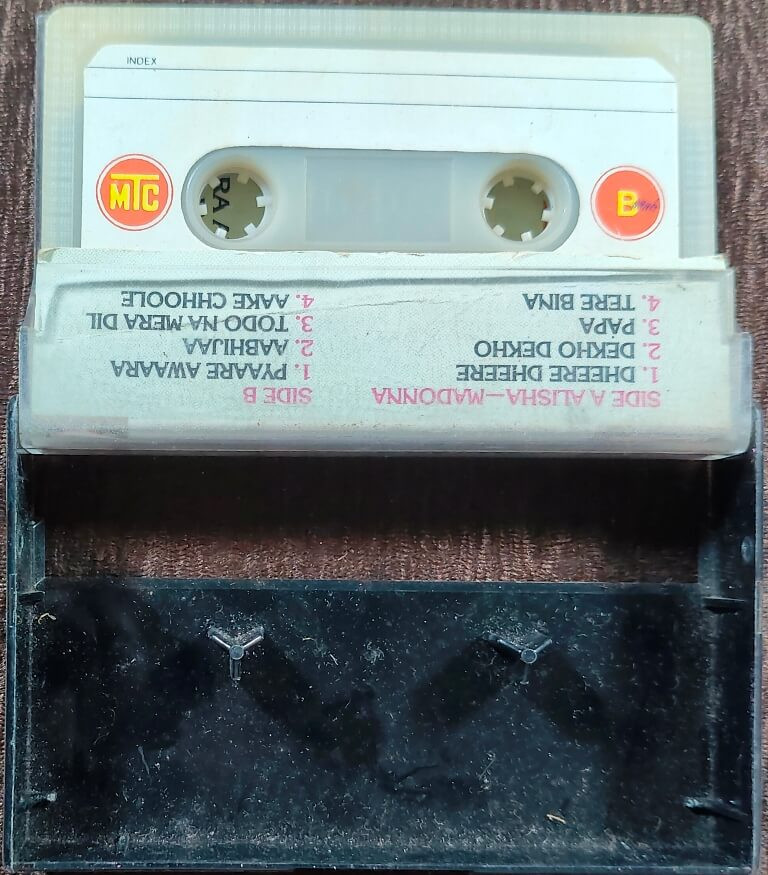 INDEX
MTC
B
RA
SIDE A ALISHA—MADONNA
1. DHEERE DHEERE
2. DEKHO DEKHO
3. PAPA
4. TERE BINA
SIDE B
1. PYAARE AWAARA
2. AABHIJAA
3. TODO NA MERA DIL
4. AAKE CHHOOLE